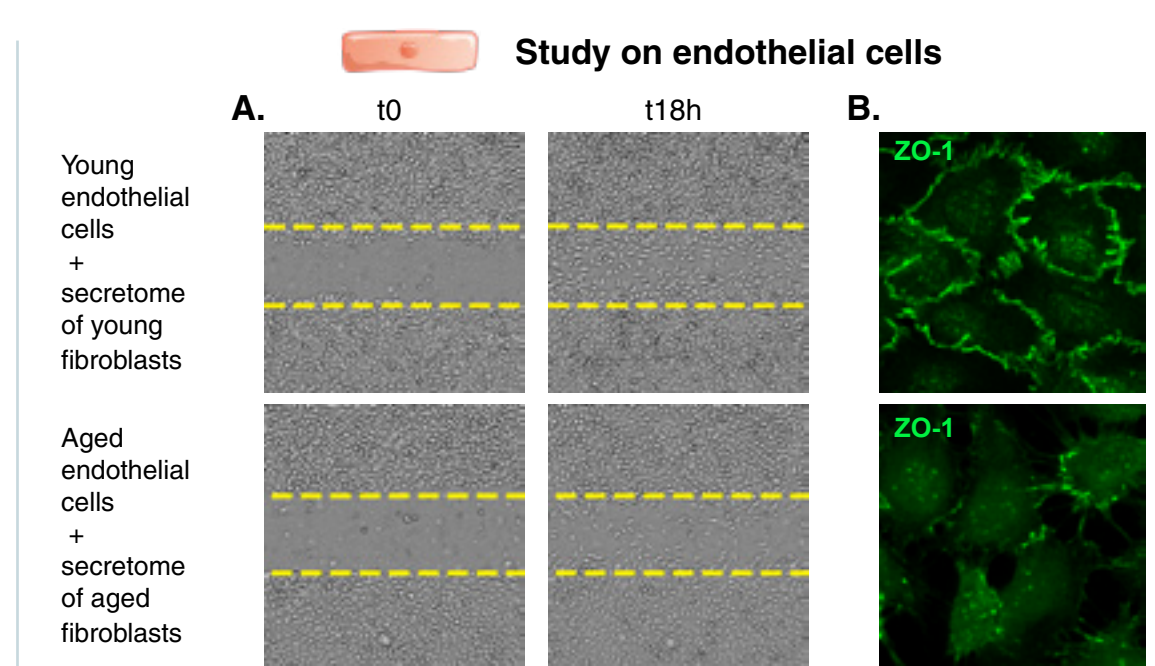 Study on endothelial cells
A.
t0
t18h
B.
Young
endothelial
cells
+
secretome
of young
fibroblasts
ZO-1
Aged
endothelial
cells
+
secretome
of aged
fibroblasts
ZO-1